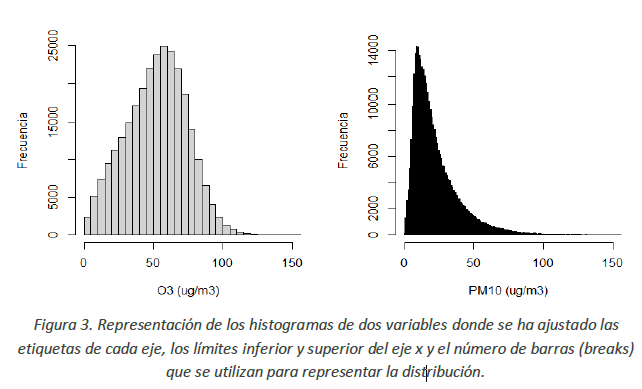 Frecuencia
25000
15000
5000
0
0
50
100
150
O3 (ug/m3)
Frecuencia
14000
10000
6000
2000
0
0
50
100
150
PM10 (ug/m3)
Figura 3. Representación de los histogramas de dos variables donde se ha ajustado las
etiquetas de cada eje, los límites inferior y superior del eje x y el número de barras (breaks)
que se utilizan para representar la distribución.